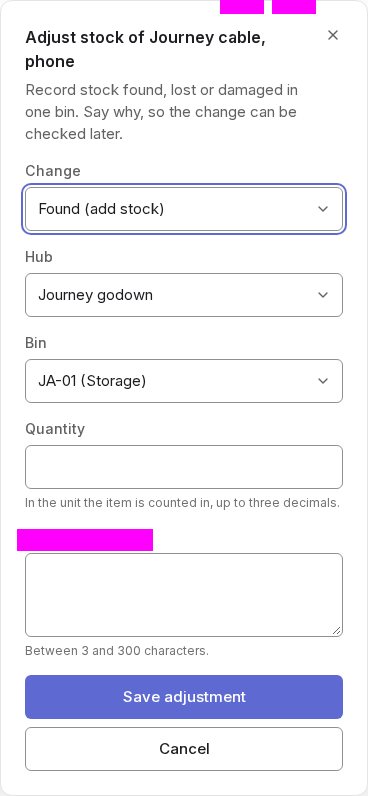 Adjust stock of Journey cable,
phone
Record stock found, lost or damaged in
one bin. Say why, so the change can be
checked later.
Change
Found (add stock)
Hub
Journey godown
Bin
JA-01 (Storage)
Quantity
In the unit the item is counted in, up to three decimals.
Between 3 and 300 characters.
Save adjustment
Cancel